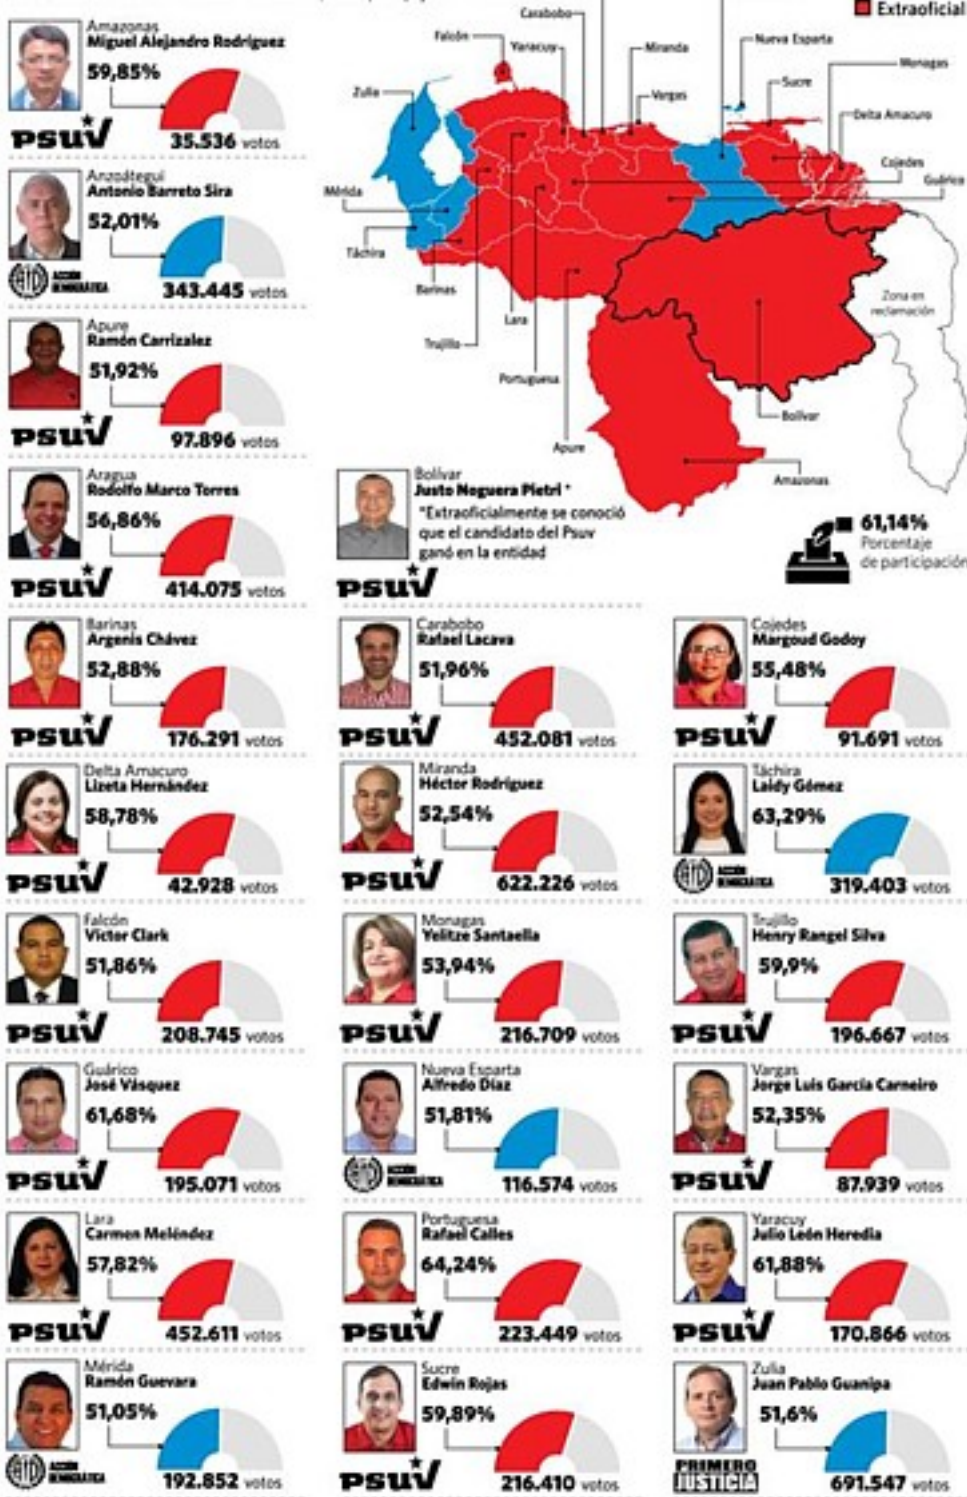 Extraoficial
Carabobo
Falcón
Yaracuy
Miranda
Nueva Esparta
Monagas
Zulia
Vargas
Sucre
Delta Amacuro
Cojedes
Guárico
Mérida
Táchira
Barinas
Lara
Trujillo
Portuguesa
Apure
Zona en
reclamación
Bolívar
Amazonas
61,14%
Porcentaje
de participación
Amazonas
Miguel Alejandro Rodríguez
59,85%
PSUV
35.536 votos
Anzoátegui
Antonio Barreto Sira
52,01%
AD ACCIÓN
DEMOCRÁTICA
343.445 votos
Apure
Ramón Carrizalez
51,92%
PSUV
97.896 votos
Aragua
Rodolfo Marco Torres
56,86%
PSUV
414.075 votos
Bolívar
Justo Noguera Pietri *
*Extraoficialmente se conoció
que el candidato del Psuv
ganó en la entidad
PSUV
Barinas
Argenis Chávez
52,88%
PSUV
176.291 votos
Carabobo
Rafael Lacava
51,96%
PSUV
452.081 votos
Cojedes
Margoud Godoy
55,48%
PSUV
91.691 votos
Delta Amacuro
Lizeta Hernández
58,78%
PSUV
42.928 votos
Miranda
Héctor Rodríguez
52,54%
PSUV
622.226 votos
Táchira
Laidy Gómez
63,29%
AD ACCIÓN
DEMOCRÁTICA
319.403 votos
Falcón
Víctor Clark
51,86%
PSUV
208.745 votos
Monagas
Yelitze Santaella
53,94%
PSUV
216.709 votos
Trujillo
Henry Rangel Silva
59,9%
PSUV
196.667 votos
Guárico
José Vásquez
61,68%
PSUV
195.071 votos
Nueva Esparta
Alfredo Díaz
51,81%
AD ACCIÓN
DEMOCRÁTICA
116.574 votos
Vargas
Jorge Luis García Carneiro
52,35%
PSUV
87.939 votos
Lara
Carmen Meléndez
57,82%
PSUV
452.611 votos
Portuguesa
Rafael Calles
64,24%
PSUV
223.449 votos
Yaracuy
Julio León Heredia
61,88%
PSUV
170.866 votos
Mérida
Ramón Guevara
51,05%
AD ACCIÓN
DEMOCRÁTICA
192.852 votos
Sucre
Edwin Rojas
59,89%
PSUV
216.410 votos
Zulia
Juan Pablo Guanipa
51,6%
PRIMERO
JUSTICIA
691.547 votos